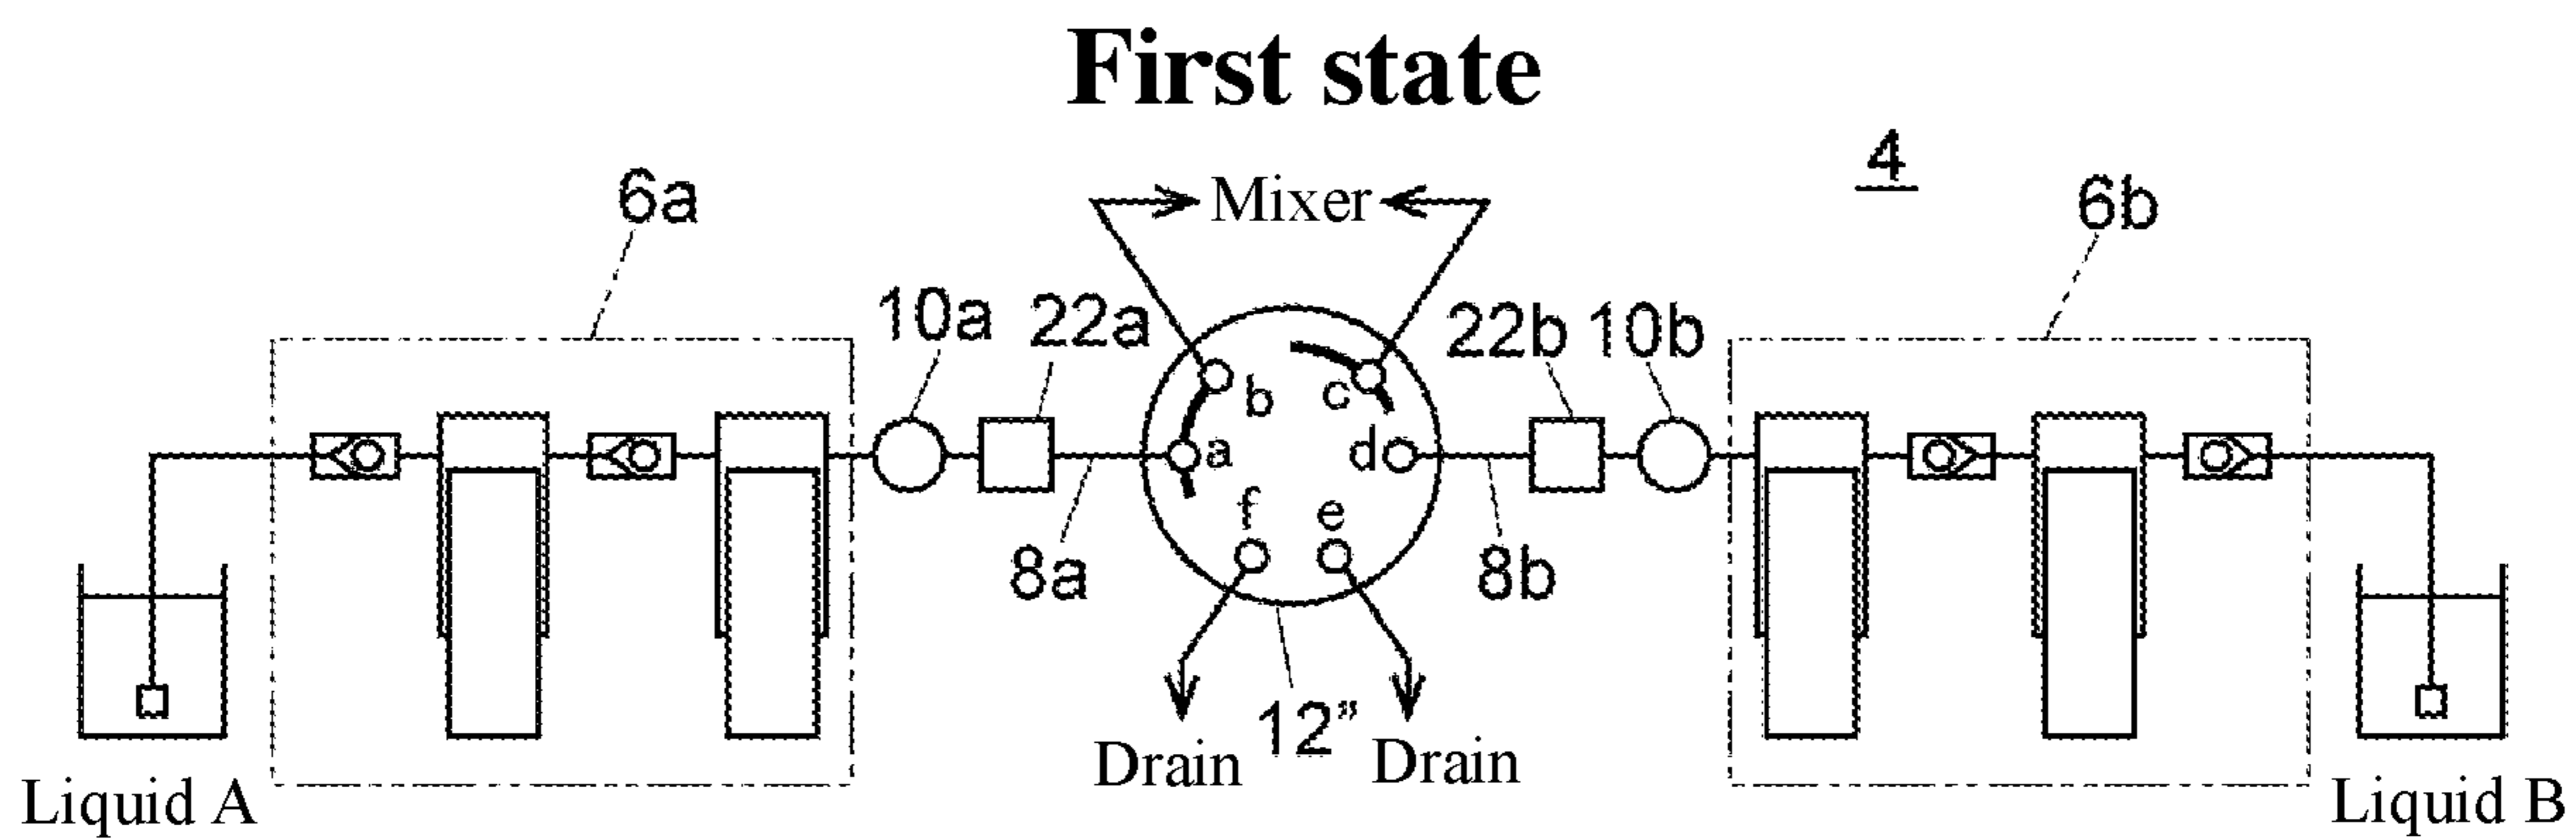 First state
4
6a
Mixer
6b
10a
22a
22b
10b
b
c
a
d
f
e
8a
8b
12”
Drain
Drain
Liquid A
Liquid B